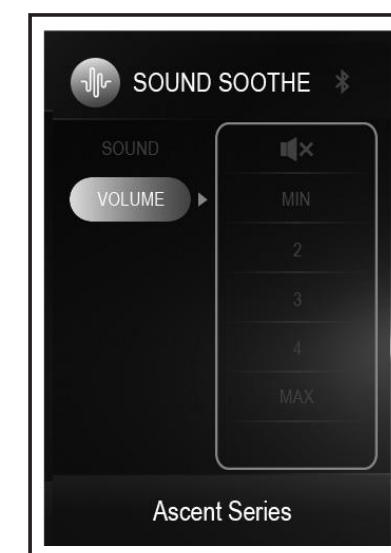 SOUND SOOTHE
SOUND
VOLUME
MIN
2
3
4
MAX
Ascent Series